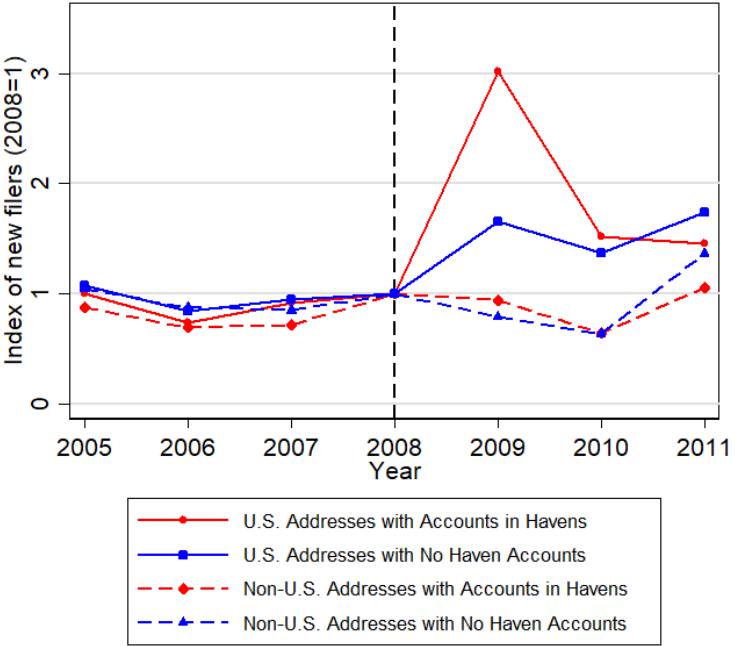 Index of new filers (2008=1)
3
2
1
0
2005 2006 2007 2008 2009 2010 2011
Year
U.S. Addresses with Accounts in Havens
U.S. Addresses with No Haven Accounts
Non-U.S. Addresses with Accounts in Havens
Non-U.S. Addresses with No Haven Accounts